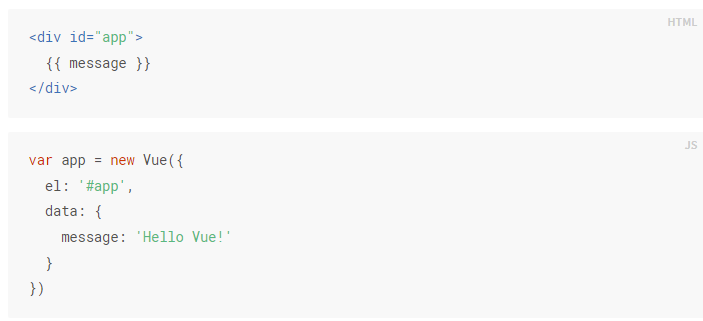 HTML
<div id="app">
  {{ message }}
</div>
JS
var app = new Vue({
  el: '#app',
  data: {
    message: 'Hello Vue!'
  }
})